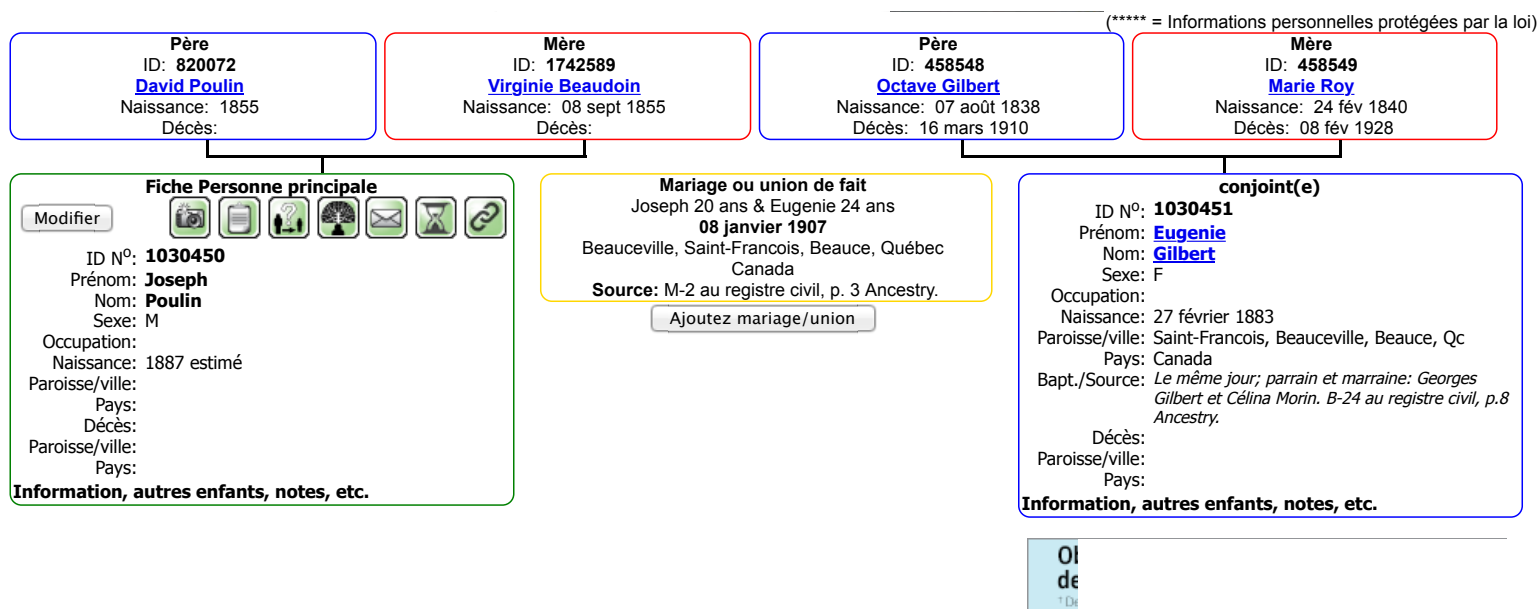 (***** = Informations personnelles protégées par la loi)
Père
ID: 820072
David Poulin
Naissance: 1855
Décès:
Mère
ID: 1742589
Virginie Beaudoin
Naissance: 08 sept 1855
Décès:
Père
ID: 458548
Octave Gilbert
Naissance: 07 août 1838
Décès: 16 mars 1910
Mère
ID: 458549
Marie Roy
Naissance: 24 fév 1840
Décès: 08 fév 1928
Fiche Personne principale
Modifier
ID Nº: 1030450
Prénom: Joseph
Nom: Poulin
Sexe: M
Occupation:
Naissance: 1887 estimé
Paroisse/ville:
Pays:
Décès:
Paroisse/ville:
Pays:
Information, autres enfants, notes, etc.
Mariage ou union de fait
Joseph 20 ans & Eugenie 24 ans
08 janvier 1907
Beauceville, Saint-Francois, Beauce, Québec
Canada
Source: M-2 au registre civil, p. 3 Ancestry.
Ajoutez mariage/union
conjoint(e)
ID Nº: 1030451
Prénom: Eugenie
Nom: Gilbert
Sexe: F
Occupation:
Naissance: 27 février 1883
Paroisse/ville: Saint-Francois, Beauceville, Beauce, Qc
Pays: Canada
Bapt./Source: Le même jour; parrain et marraine: Georges
Gilbert et Célina Morin. B-24 au registre civil, p.8
Ancestry.
Décès:
Paroisse/ville:
Pays:
Information, autres enfants, notes, etc.
de